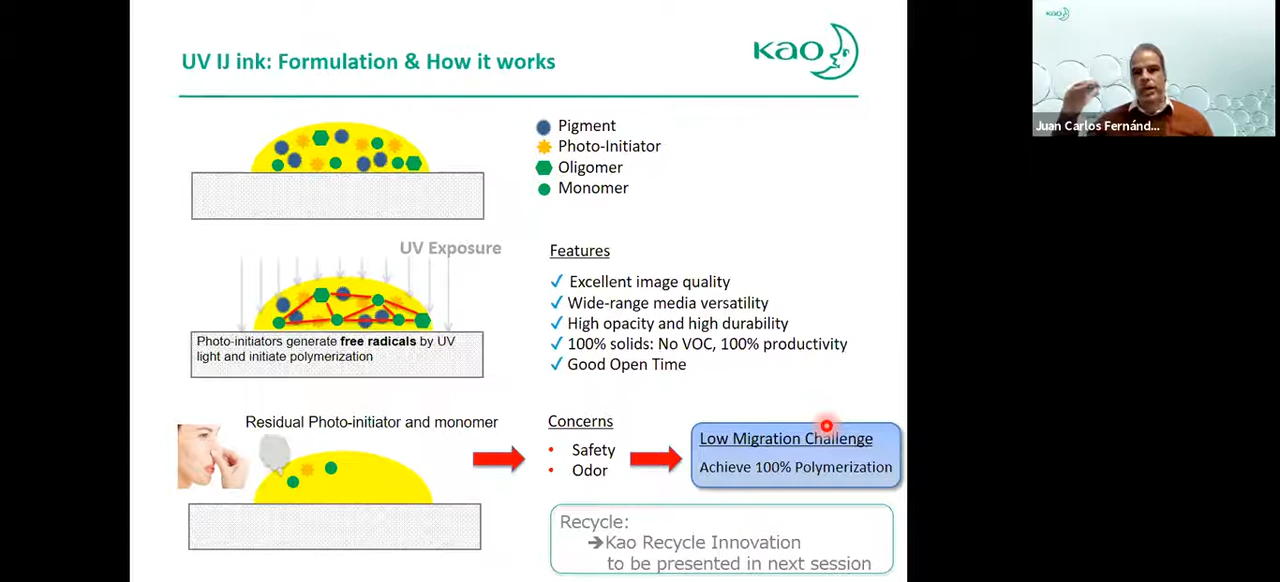 UV IJ ink: Formulation & How it works
Kao
Kao
Juan Carlos Fernánd...
Pigment
Photo-Initiator
Oligomer
Monomer
UV Exposure
Photo-initiators generate free radicals by UV
light and initiate polymerization
Features
✓ Excellent image quality
✓ Wide-range media versatility
✓ High opacity and high durability
✓ 100% solids: No VOC, 100% productivity
✓ Good Open Time
Residual Photo-initiator and monomer
Concerns
• Safety
• Odor
Low Migration Challenge
Achieve 100% Polymerization
Recycle:
➔Kao Recycle Innovation
to be presented in next session